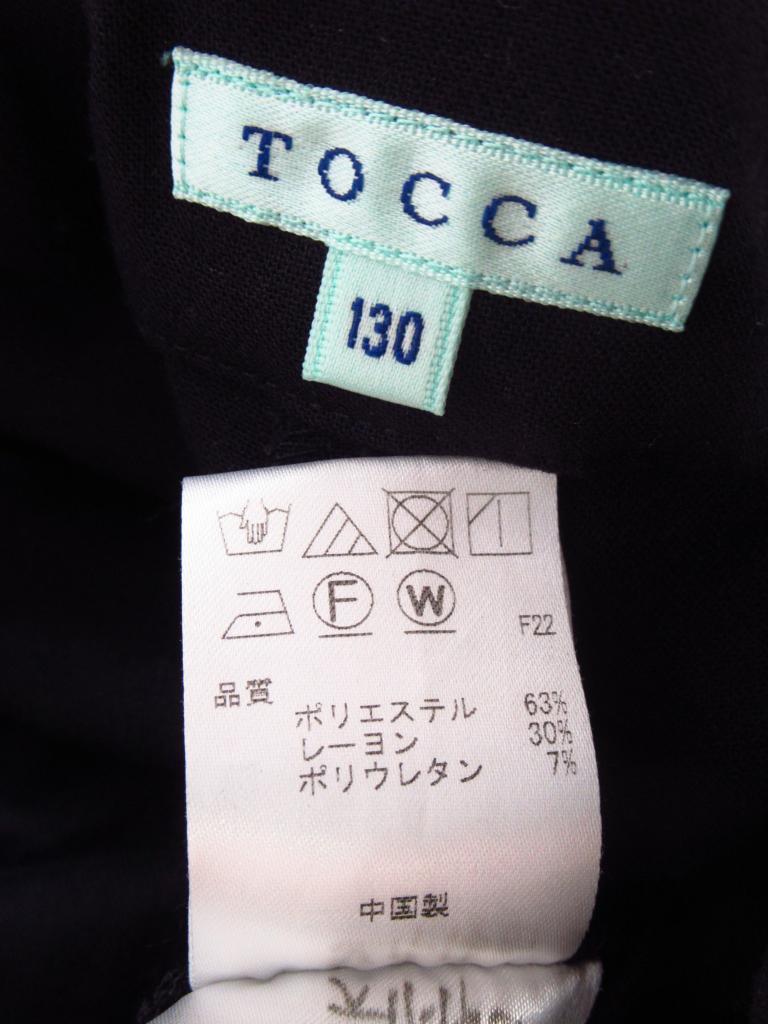 TOCCA
130
F W
F22
品質
ポリエステル 63%
レーヨン 30%
ポリウレタン 7%
中国製